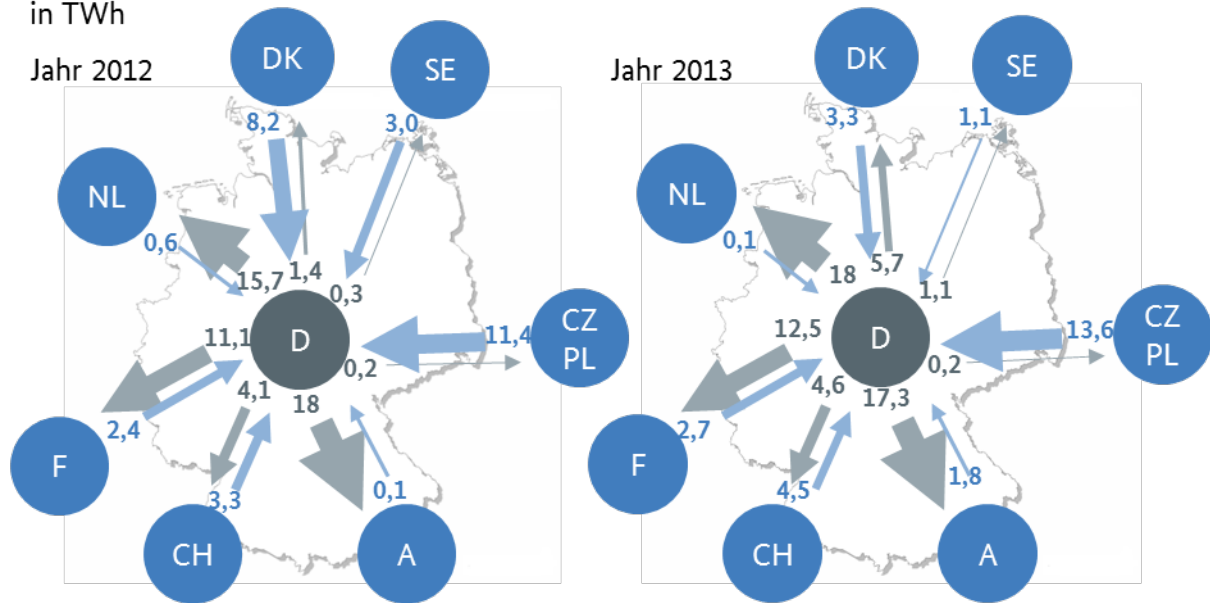 in TWh
Jahr 2012
DK
SE
8,2
3,0
NL
0,6
15,7
1,4
0,3
11,1
D
11,4
CZ
PL
0,2
4,1
18
2,4
F
3,3
0,1
CH
A
Jahr 2013
DK
SE
3,3
1,1
NL
0,1
18
5,7
1,1
12,5
D
13,6
CZ
PL
0,2
4,6
17,3
2,7
F
4,5
1,8
CH
A